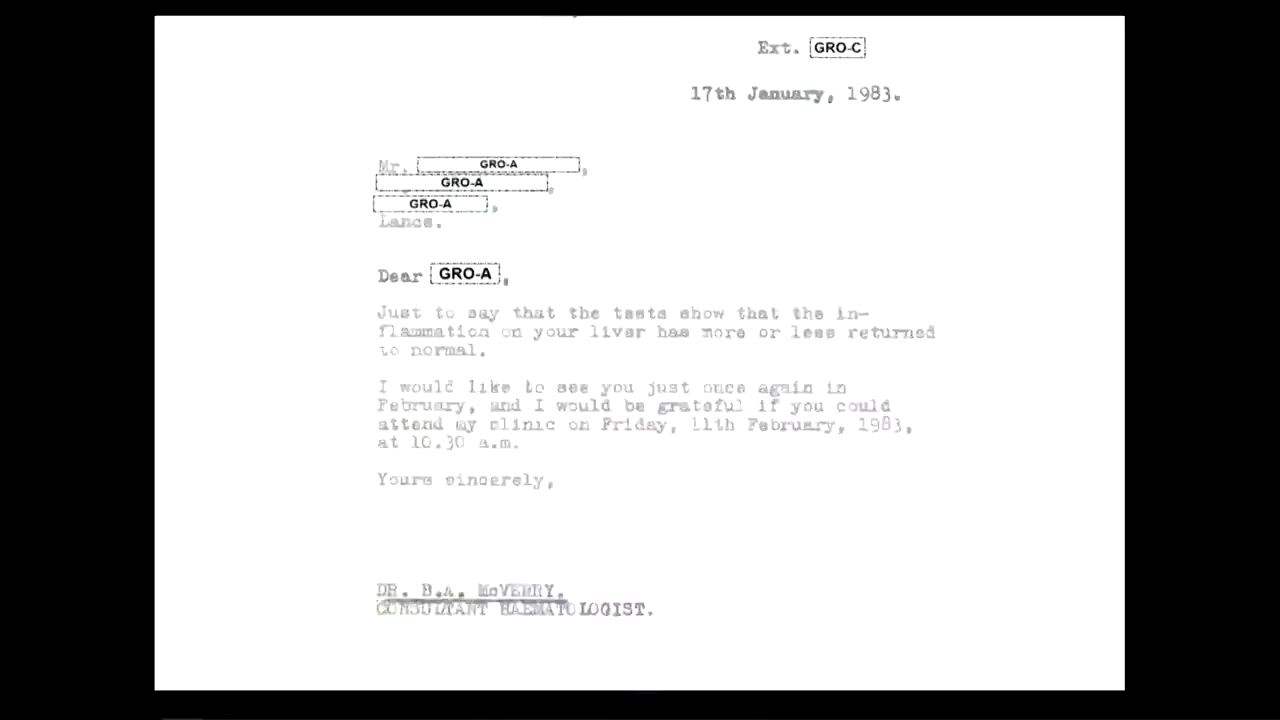 Ext. GRO-C
17th January, 1983.
Mr. GRO-A,
GRO-A,
GRO-A,
Lancs.
Dear GRO-A,
Just to say that the tests show that the in-
flammation on your liver has more or less returned
to normal.
I would like to see you just once again in
February, and I would be grateful if you could
attend my clinic on Friday, 11th February, 1983,
at 10.30 a.m.
Yours sincerely,
DR. B.A. McVERRY.
CONSULTANT HAEMATOLOGIST.